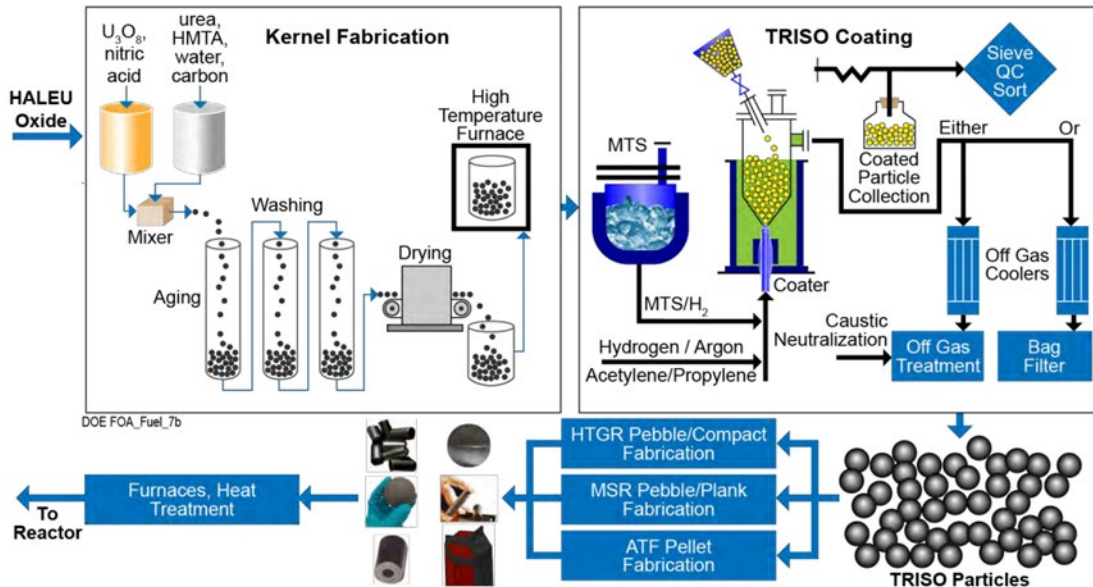 Kernel Fabrication
U₃O₈,
nitric
acid
urea,
HMTA,
water,
carbon
HALEU
Oxide
Mixer
Aging
Washing
Drying
High
Temperature
Furnace
DOE FOA_Fuel_7b
TRISO Coating
MTS
MTS/H₂
Hydrogen / Argon
Acetylene/Propylene
Coater
Coated
Particle
Collection
Sieve
QC
Sort
Either
Or
Off Gas
Coolers
Caustic
Neutralization
Off Gas
Treatment
Bag
Filter
TRISO Particles
HTGR Pebble/Compact
Fabrication
MSR Pebble/Plank
Fabrication
ATF Pellet
Fabrication
Furnaces, Heat
Treatment
To
Reactor